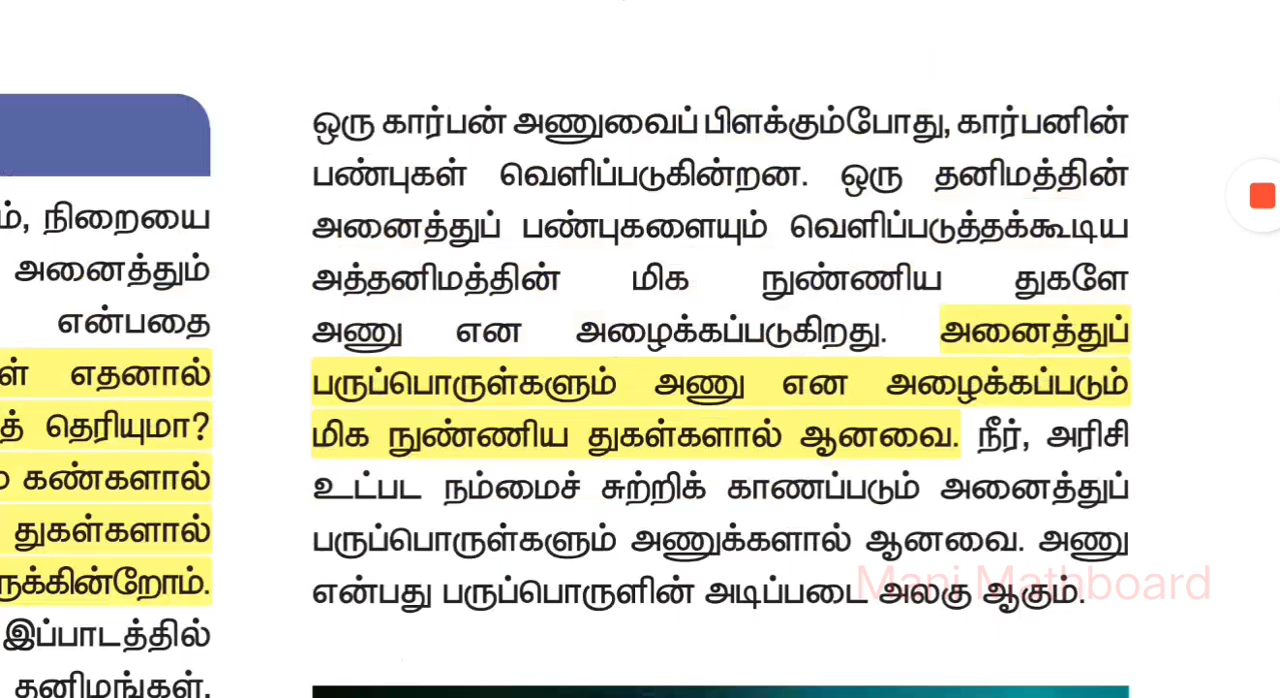 ம், நிறையை
அனைத்தும்
என்பதை
ள் எதனால்
த் தெரியுமா?
கண்களால்
துகள்களால்
ருக்கின்றோம்.
இப்பாடத்தில்
தனிமங்கள்.
ஒரு கார்பன் அணுவைப் பிளக்கும்போது, கார்பனின்
பண்புகள் வெளிப்படுகின்றன. ஒரு தனிமத்தின்
அனைத்துப் பண்புகளையும் வெளிப்படுத்தக்கூடிய
அத்தனிமத்தின் மிக நுண்ணிய துகளே
அணு என அழைக்கப்படுகிறது. அனைத்துப்
பருப்பொருள்களும் அணு என அழைக்கப்படும்
மிக நுண்ணிய துகள்களால் ஆனவை. நீர், அரிசி
உட்பட நம்மைச் சுற்றிக் காணப்படும் அனைத்துப்
பருப்பொருள்களும் அணுக்களால் ஆனவை. அணு
என்பது பருப்பொருளின் அடிப்படை அலகு ஆகும்.
Mani Mathboard